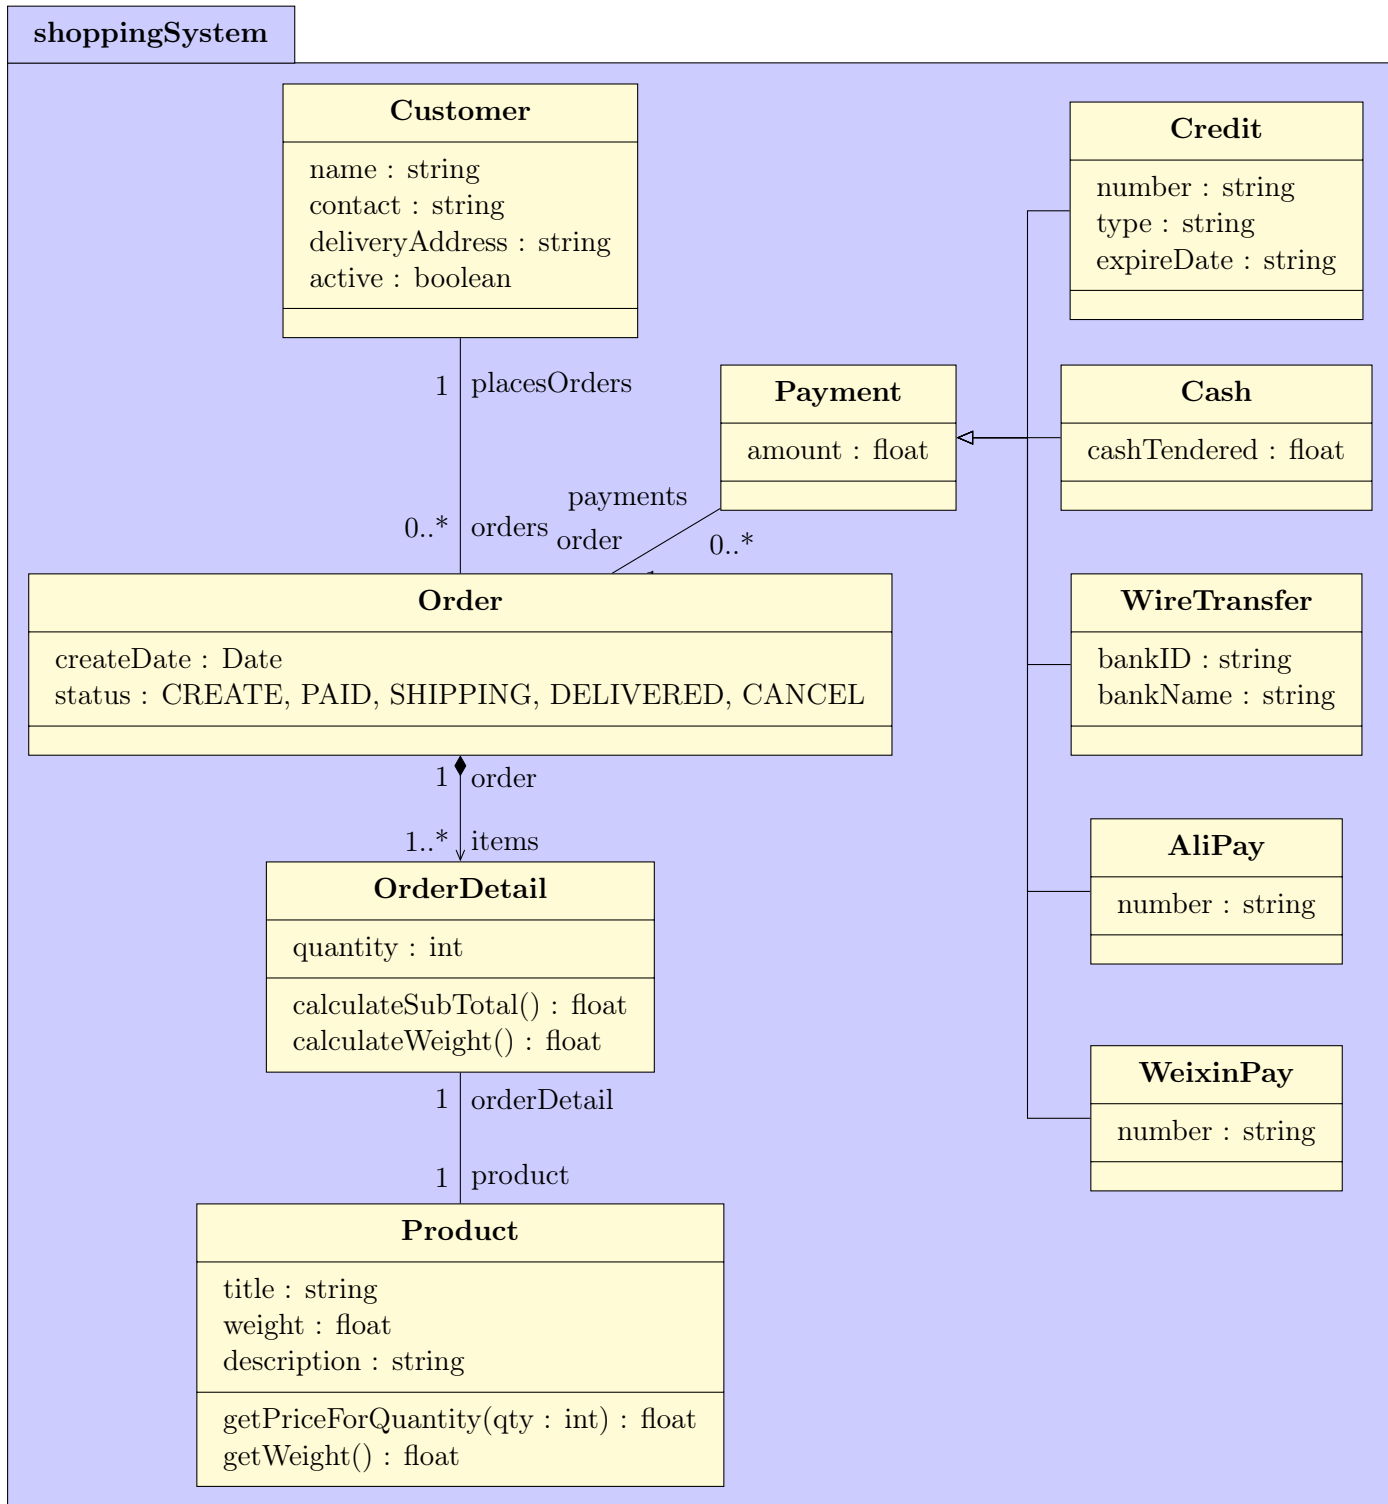 shoppingSystem
Customer
name : string
contact : string
deliveryAddress : string
active : boolean
1 placesOrders
0..* orders
Credit
number : string
type : string
expireDate : string
Payment
amount : float
payments
order
0..*
Cash
cashTendered : float
Order
createDate : Date
status : CREATE, PAID, SHIPPING, DELIVERED, CANCEL
WireTransfer
bankID : string
bankName : string
1 order
1..* items
OrderDetail
quantity : int
calculateSubTotal() : float
calculateWeight() : float
AliPay
number : string
1 orderDetail
1 product
WeixinPay
number : string
Product
title : string
weight : float
description : string
getPriceForQuantity(qty : int) : float
getWeight() : float